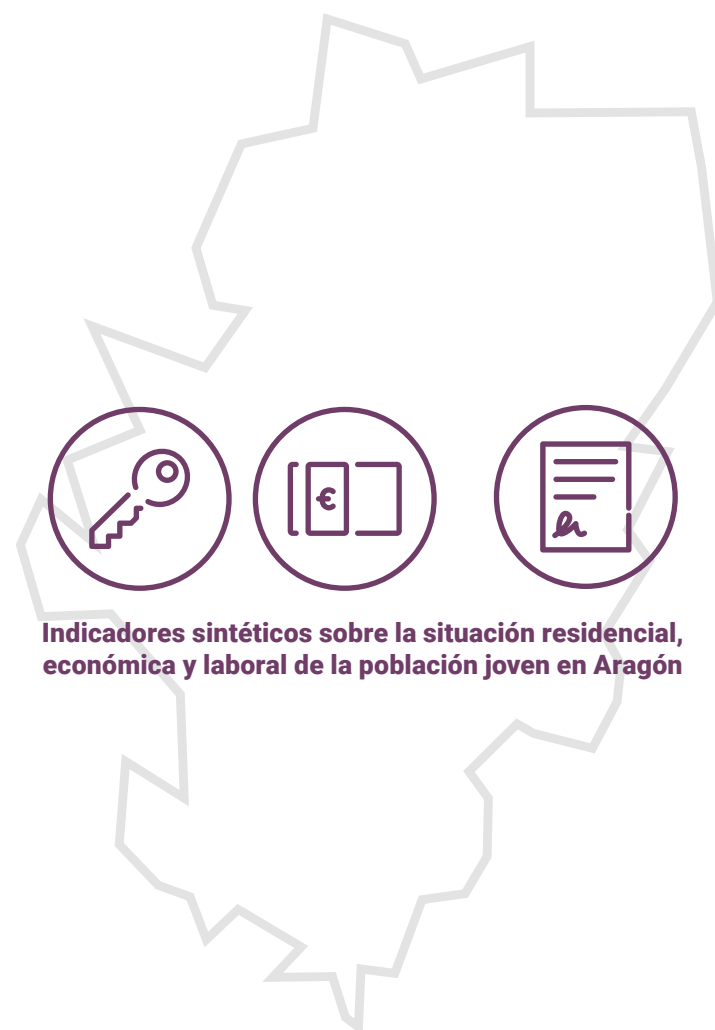 €
Indicadores sintéticos sobre la situación residencial,
económica y laboral de la población joven en Aragón